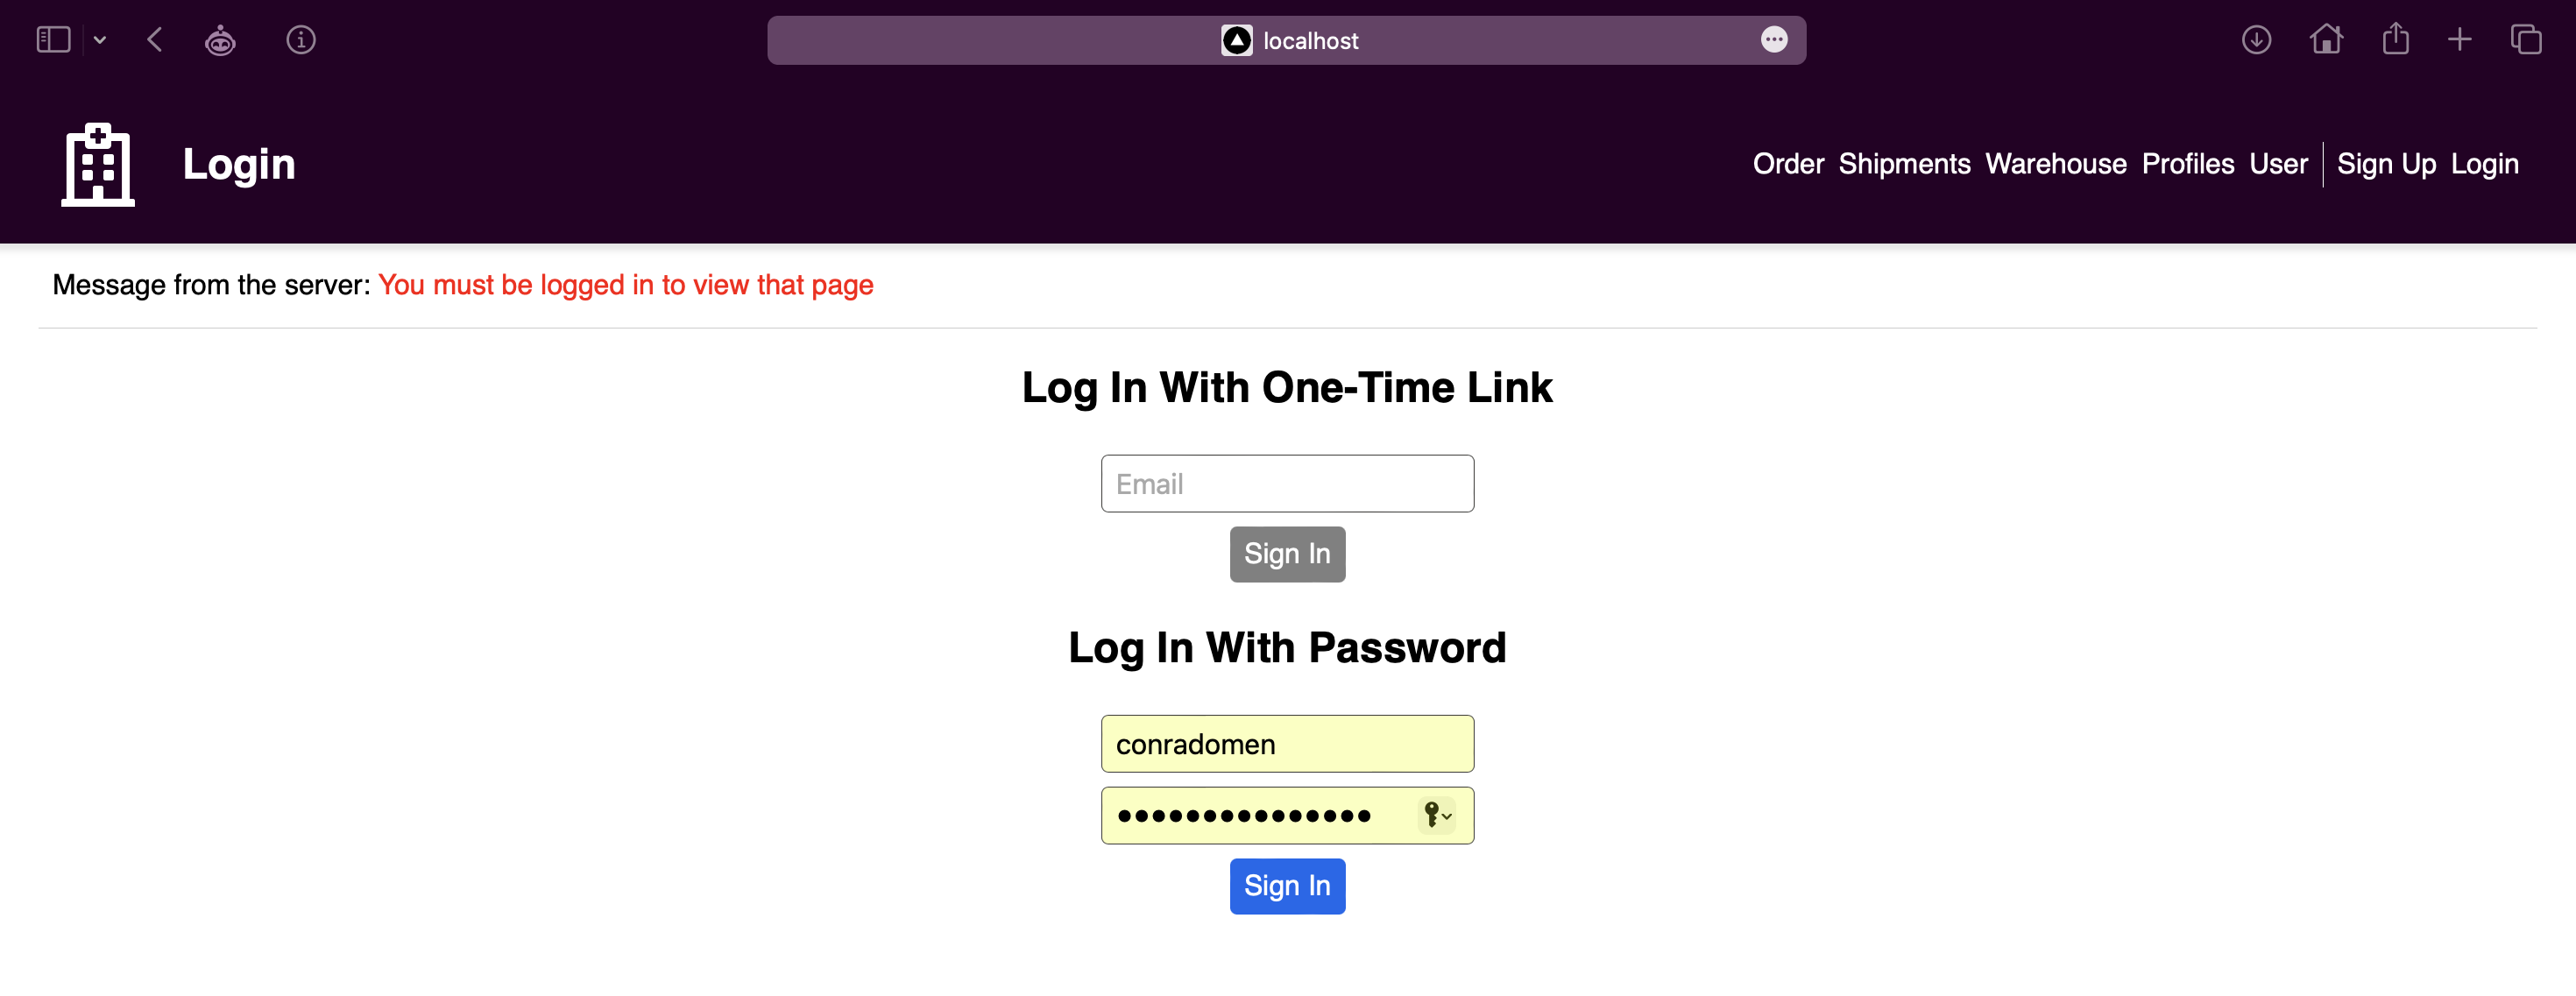 localhost
Login
Order Shipments Warehouse Profiles User Sign Up Login
Message from the server: You must be logged in to view that page
Log In With One-Time Link
Email
Sign In
Log In With Password
conradomen
Sign In